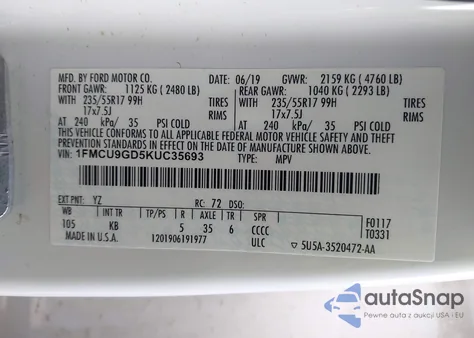 MFD. BY FORD MOTOR CO.
DATE: 06/19 GVWR: 2159 KG ( 4760 LB)
FRONT GAWR: 1125 KG ( 2480 LB) REAR GAWR: 1040 KG ( 2293 LB)
WITH 235/55R17 99H TIRES WITH 235/55R17 99H TIRES
17x7.5J RIMS 17x7.5J RIMS
AT 240 kPa/ 35 PSI COLD AT 240 kPa/ 35 PSI COLD
THIS VEHICLE CONFORMS TO ALL APPLICABLE FEDERAL MOTOR VEHICLE SAFETY AND THEFT
PREVENTION STANDARDS IN EFFECT ON THE DATE OF MANUFACTURE SHOWN ABOVE.
VIN: 1FMCU9GD5KUC35693 TYPE: MPV
EXT PNT: YZ RC: 72 DSO: F0117
WB INT TR TP/PS R AXLE TR SPR T0331
105 KB 5 35 6 CCCC
MADE IN U.S.A. 1201906191977 ULC 5U5A-3520472-AA
autoSnap
Pewne auta z aukcji USA i EU